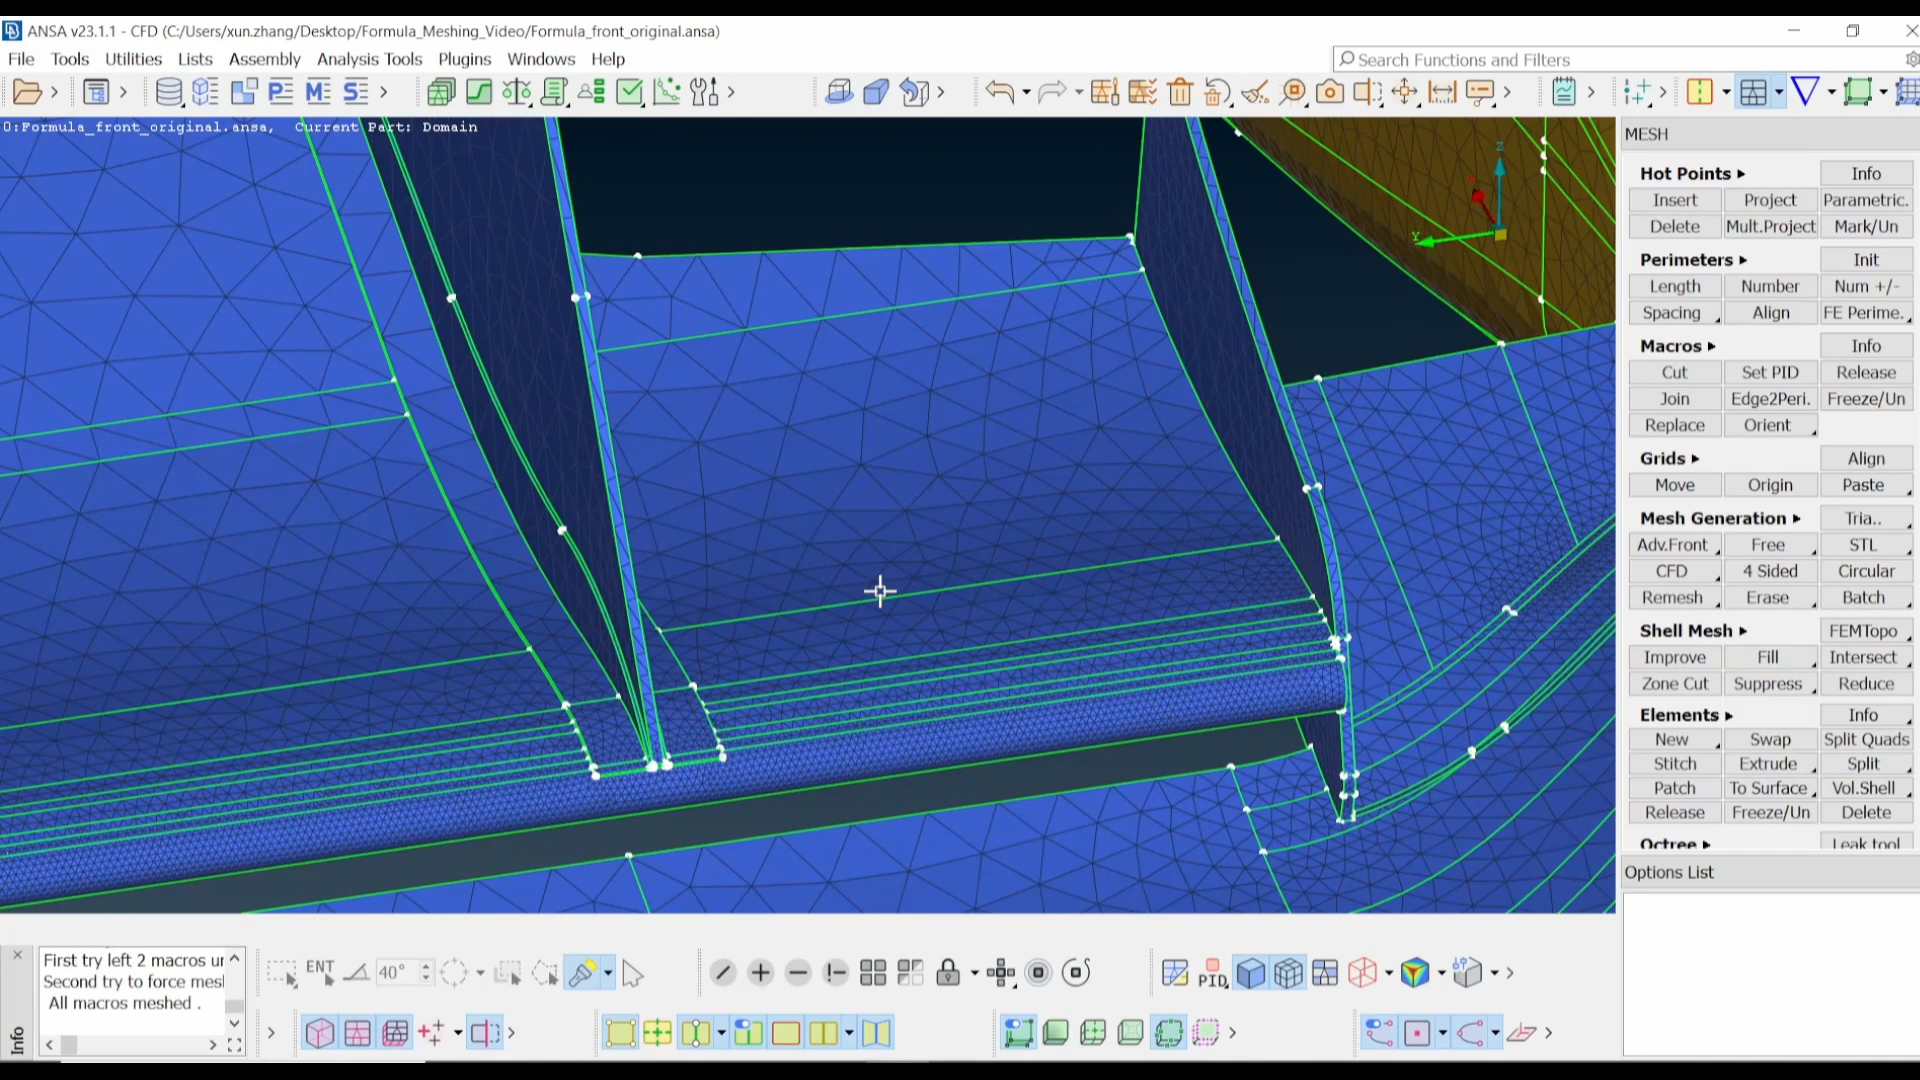 ANSA v23.1.1 - CFD (C:/Users/xun.zhang/Desktop/Formula_Meshing_Video/Formula_front_original.ansa)
File Tools Utilities Lists Assembly Analysis Tools Plugins Windows Help
Search Functions and Filters
P M S
0:Formula_front_original.ansa, Current Part: Domain
Z
Y
MESH
Hot Points Info
Insert Project Parametric.
Delete Mult.Project Mark/Un
Perimeters Init
Length Number Num +/-
Spacing Align FE Perime..
Macros Info
Cut Set PID Release
Join Edge2Peri. Freeze/Un
Replace Orient
Grids Align
Move Origin Paste
Mesh Generation Tria..
Adv.Front Free STL
CFD 4 Sided Circular
Remesh Erase Batch
Shell Mesh FEMTopo
Improve Fill Intersect
Zone Cut Suppress Reduce
Elements Info
New Swap Split Quads
Stitch Extrude Split
Patch To Surface Vol.Shell
Release Freeze/Un Delete
Octree Leak tool
Options List
First try left 2 macros ur
Second try to force mesl
All macros meshed .
Info
ENT 40°
PID